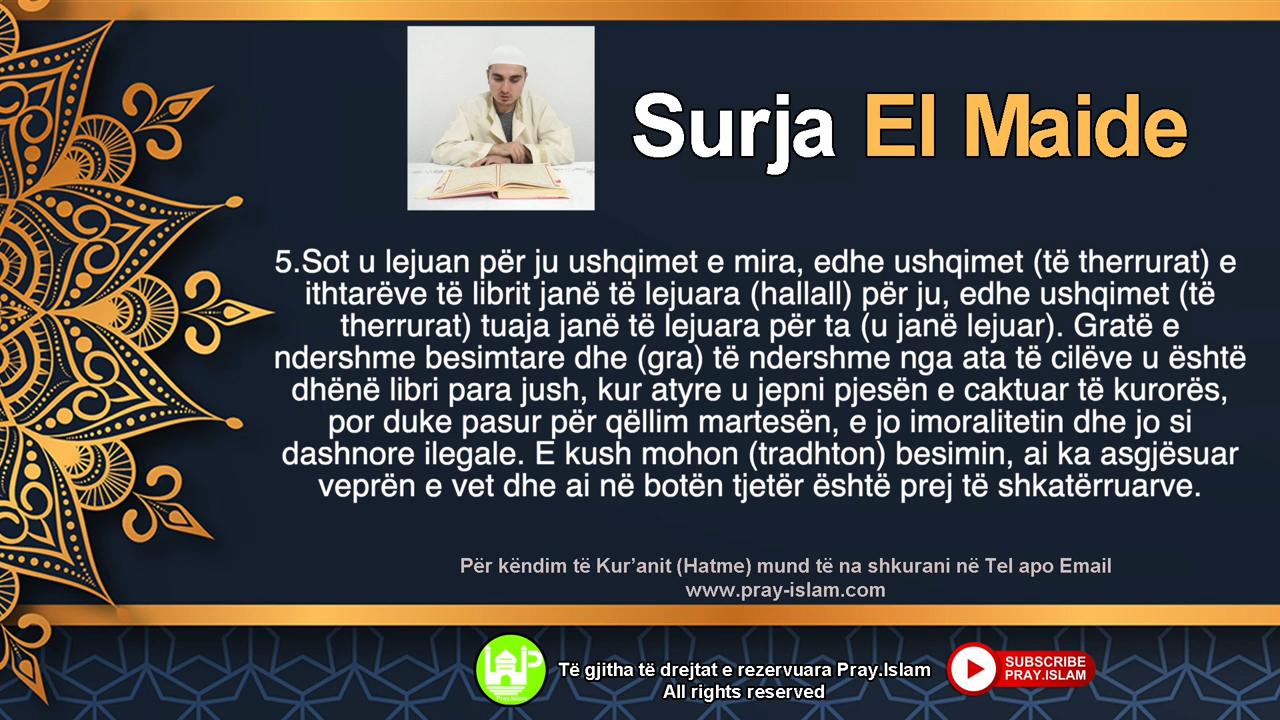 Surja El Maide
5.Sot u lejuan për ju ushqimet e mira, edhe ushqimet (të therrurat) e
ithtarëve të librit janë të lejuara (hallall) për ju, edhe ushqimet (të
therrurat) tuaja janë të lejuara për ta (u janë lejuar). Gratë e
ndershme besimtare dhe (gra) të ndershme nga ata të cilëve u është
dhënë libri para jush, kur atyre u jepni pjesën e caktuar të kurorës,
por duke pasur për qëllim martesën, e jo imoralitetin dhe jo si
dashnore ilegale. E kush mohon (tradhton) besimin, ai ka asgjësuar
veprën e vet dhe ai në botën tjetër është prej të shkatërruarve.
Për këndim të Kur’anit (Hatme) mund të na shkurani në Tel apo Email
www.pray-islam.com
Pray.Islam
Të gjitha të drejtat e rezervuara Pray.Islam
All rights reserved
SUBSCRIBE
PRAY.ISLAM